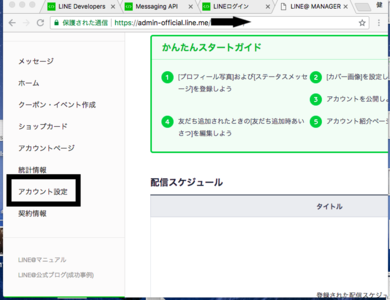 LINE Developers
Messaging API
LINEログイン
LINE@ MANAGER
健
保護された通信
https://admin-official.line.me/
メッセージ
ホーム
クーポン・イベント作成
ショップカード
アカウントページ
統計情報
アカウント設定
契約情報
LINE@マニュアル
LINE@公式ブログ(成功事例)
かんたんスタートガイド
1 [プロフィール写真]および[ステータスメッセ
ージ]を登録しよう
2 [カバー画像]を設定し
3 アカウントを公開しよ
4 友だち追加されたときの[友だち追加時あい
さつ]を編集しよう
5 アカウント紹介ペー
配信スケジュール
タイトル
登録された配信スケジュ